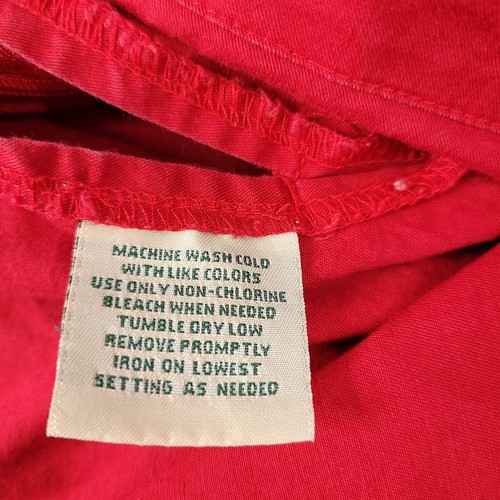 MACHINE WASH COLD
WITH LIKE COLORS
USE ONLY NON-CHLORINE
BLEACH WHEN NEEDED
TUMBLE DRY LOW
REMOVE PROMPTLY
IRON ON LOWEST
SETTING AS NEEDED